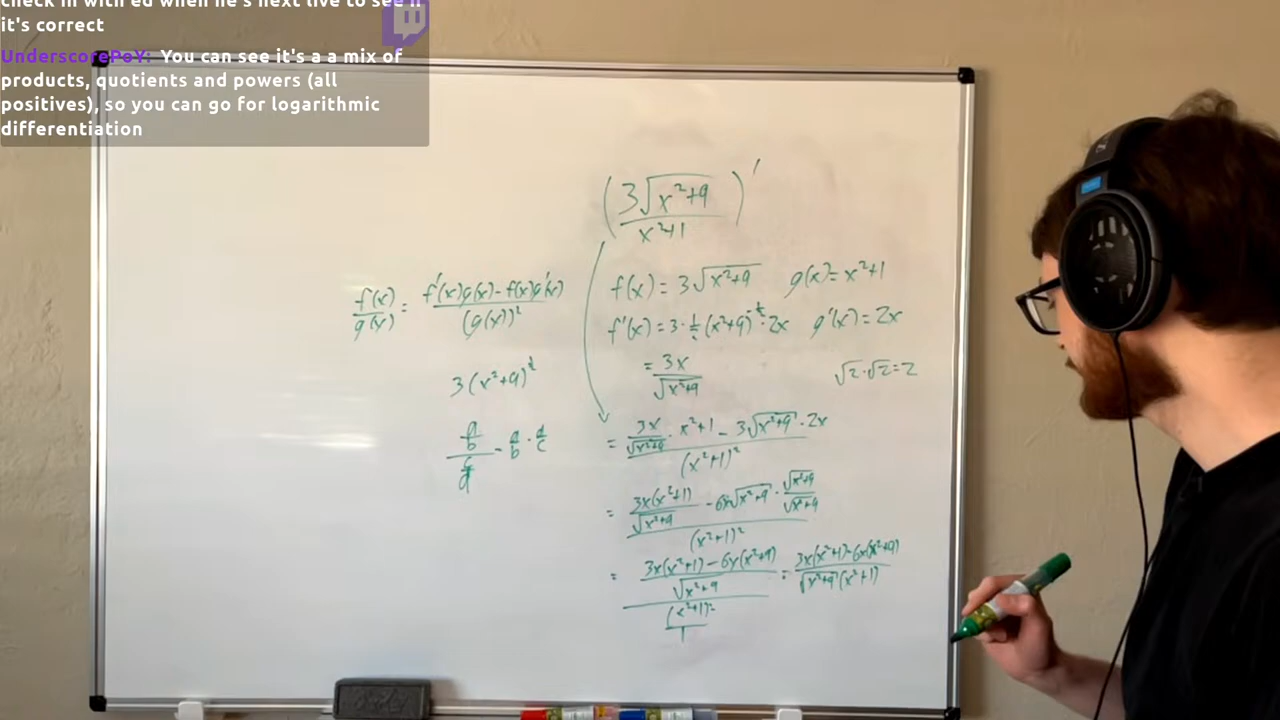 check in with ed when he's next live to see if
it's correct
UnderscorePoY: You can see it's a a mix of
products, quotients and powers (all
positives), so you can go for logarithmic
differentiation
(3√(x²+9) / x²+1)'
f(x) = 3√(x²+9) g(x) = x²+1
f(x)/g(x) = f'(x)g(x) - f(x)g'(x) / (g(x))²
f'(x) = 3·½(x²+9)^-½·2x g'(x) = 2x
3(x²+9)^½
= 3x / √(x²+9)
√2·√2=2
= 3x/√(x²+9) · x²+1 - 3√(x²+9)·2x / (x²+1)²
= 3x(x²+1)/√(x²+9) - 6x√(x²+9) · √(x²+9)/√(x²+9) / (x²+1)²
= 3x(x²+1) - 6x(x²+9) / √(x²+9) / (x²+1)² / 1 = 3x(x²+1)-6x(x²+9) / √(x²+9)(x²+1)